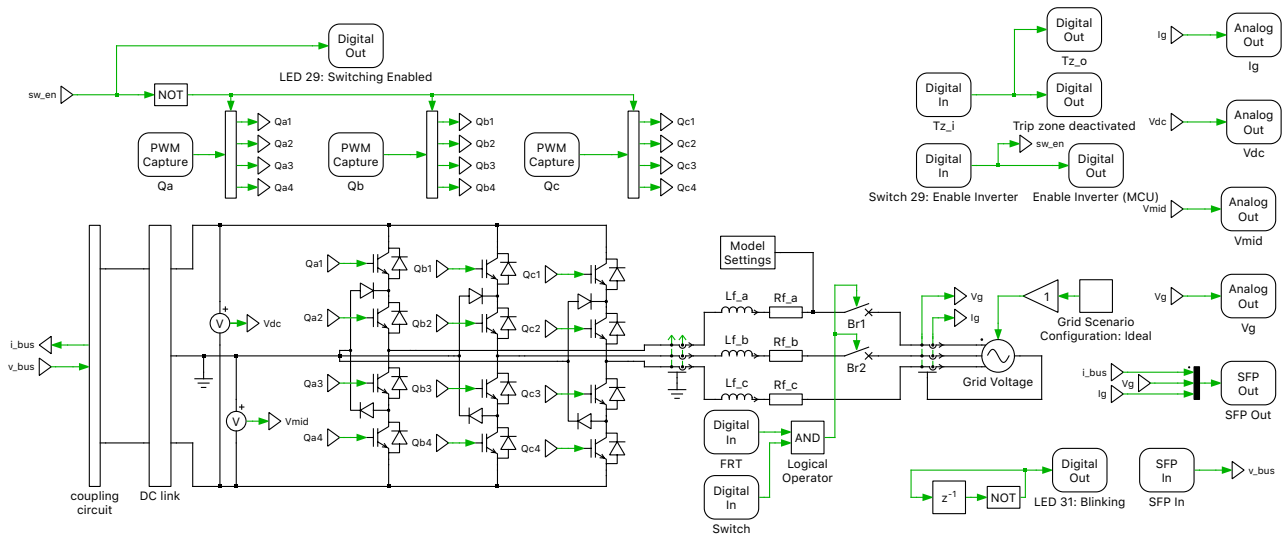 Digital
Out
LED 29: Switching Enabled
sw_en
NOT
PWM
Capture
Qa
Qa1
Qa2
Qa3
Qa4
PWM
Capture
Qb
Qb1
Qb2
Qb3
Qb4
PWM
Capture
Qc
Qc1
Qc2
Qc3
Qc4
Digital
In
Tz_i
Digital
Out
Tz_o
Digital
Out
Trip zone deactivated
Digital
In
Switch 29: Enable Inverter
sw_en
Digital
Out
Enable Inverter (MCU)
Ig
Analog
Out
Ig
Vdc
Analog
Out
Vdc
Vmid
Analog
Out
Vmid
Vg
Analog
Out
Vg
i_bus
Vg
Ig
SFP
Out
SFP Out
SFP
In
SFP In
v_bus
i_bus
v_bus
coupling
circuit
DC link
+
V
Vdc
+
V
Vmid
Qa1
Qa2
Qa3
Qa4
Qb1
Qb2
Qb3
Qb4
Qc1
Qc2
Qc3
Qc4
Model
Settings
Lf_a
Rf_a
Br1
Lf_b
Rf_b
Br2
Lf_c
Rf_c
Vg
Ig
1
Grid Scenario
Configuration: Ideal
Grid Voltage
Digital
In
FRT
AND
Logical
Operator
Digital
In
Switch
z-1
NOT
Digital
Out
LED 31: Blinking